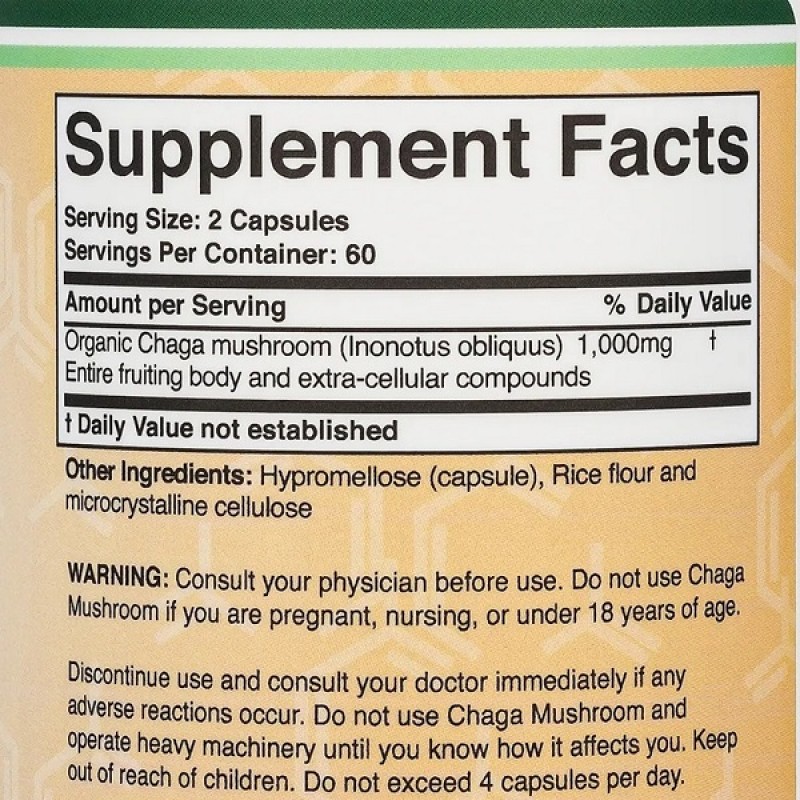 Supplement Facts
Serving Size: 2 Capsules
Servings Per Container: 60
Amount per Serving % Daily Value
Organic Chaga mushroom (Inonotus obliquus) 1,000mg †
Entire fruiting body and extra-cellular compounds
† Daily Value not established
Other Ingredients: Hypromellose (capsule), Rice flour and
microcrystalline cellulose
WARNING: Consult your physician before use. Do not use Chaga
Mushroom if you are pregnant, nursing, or under 18 years of age.
Discontinue use and consult your doctor immediately if any
adverse reactions occur. Do not use Chaga Mushroom and
operate heavy machinery until you know how it affects you. Keep
out of reach of children. Do not exceed 4 capsules per day.